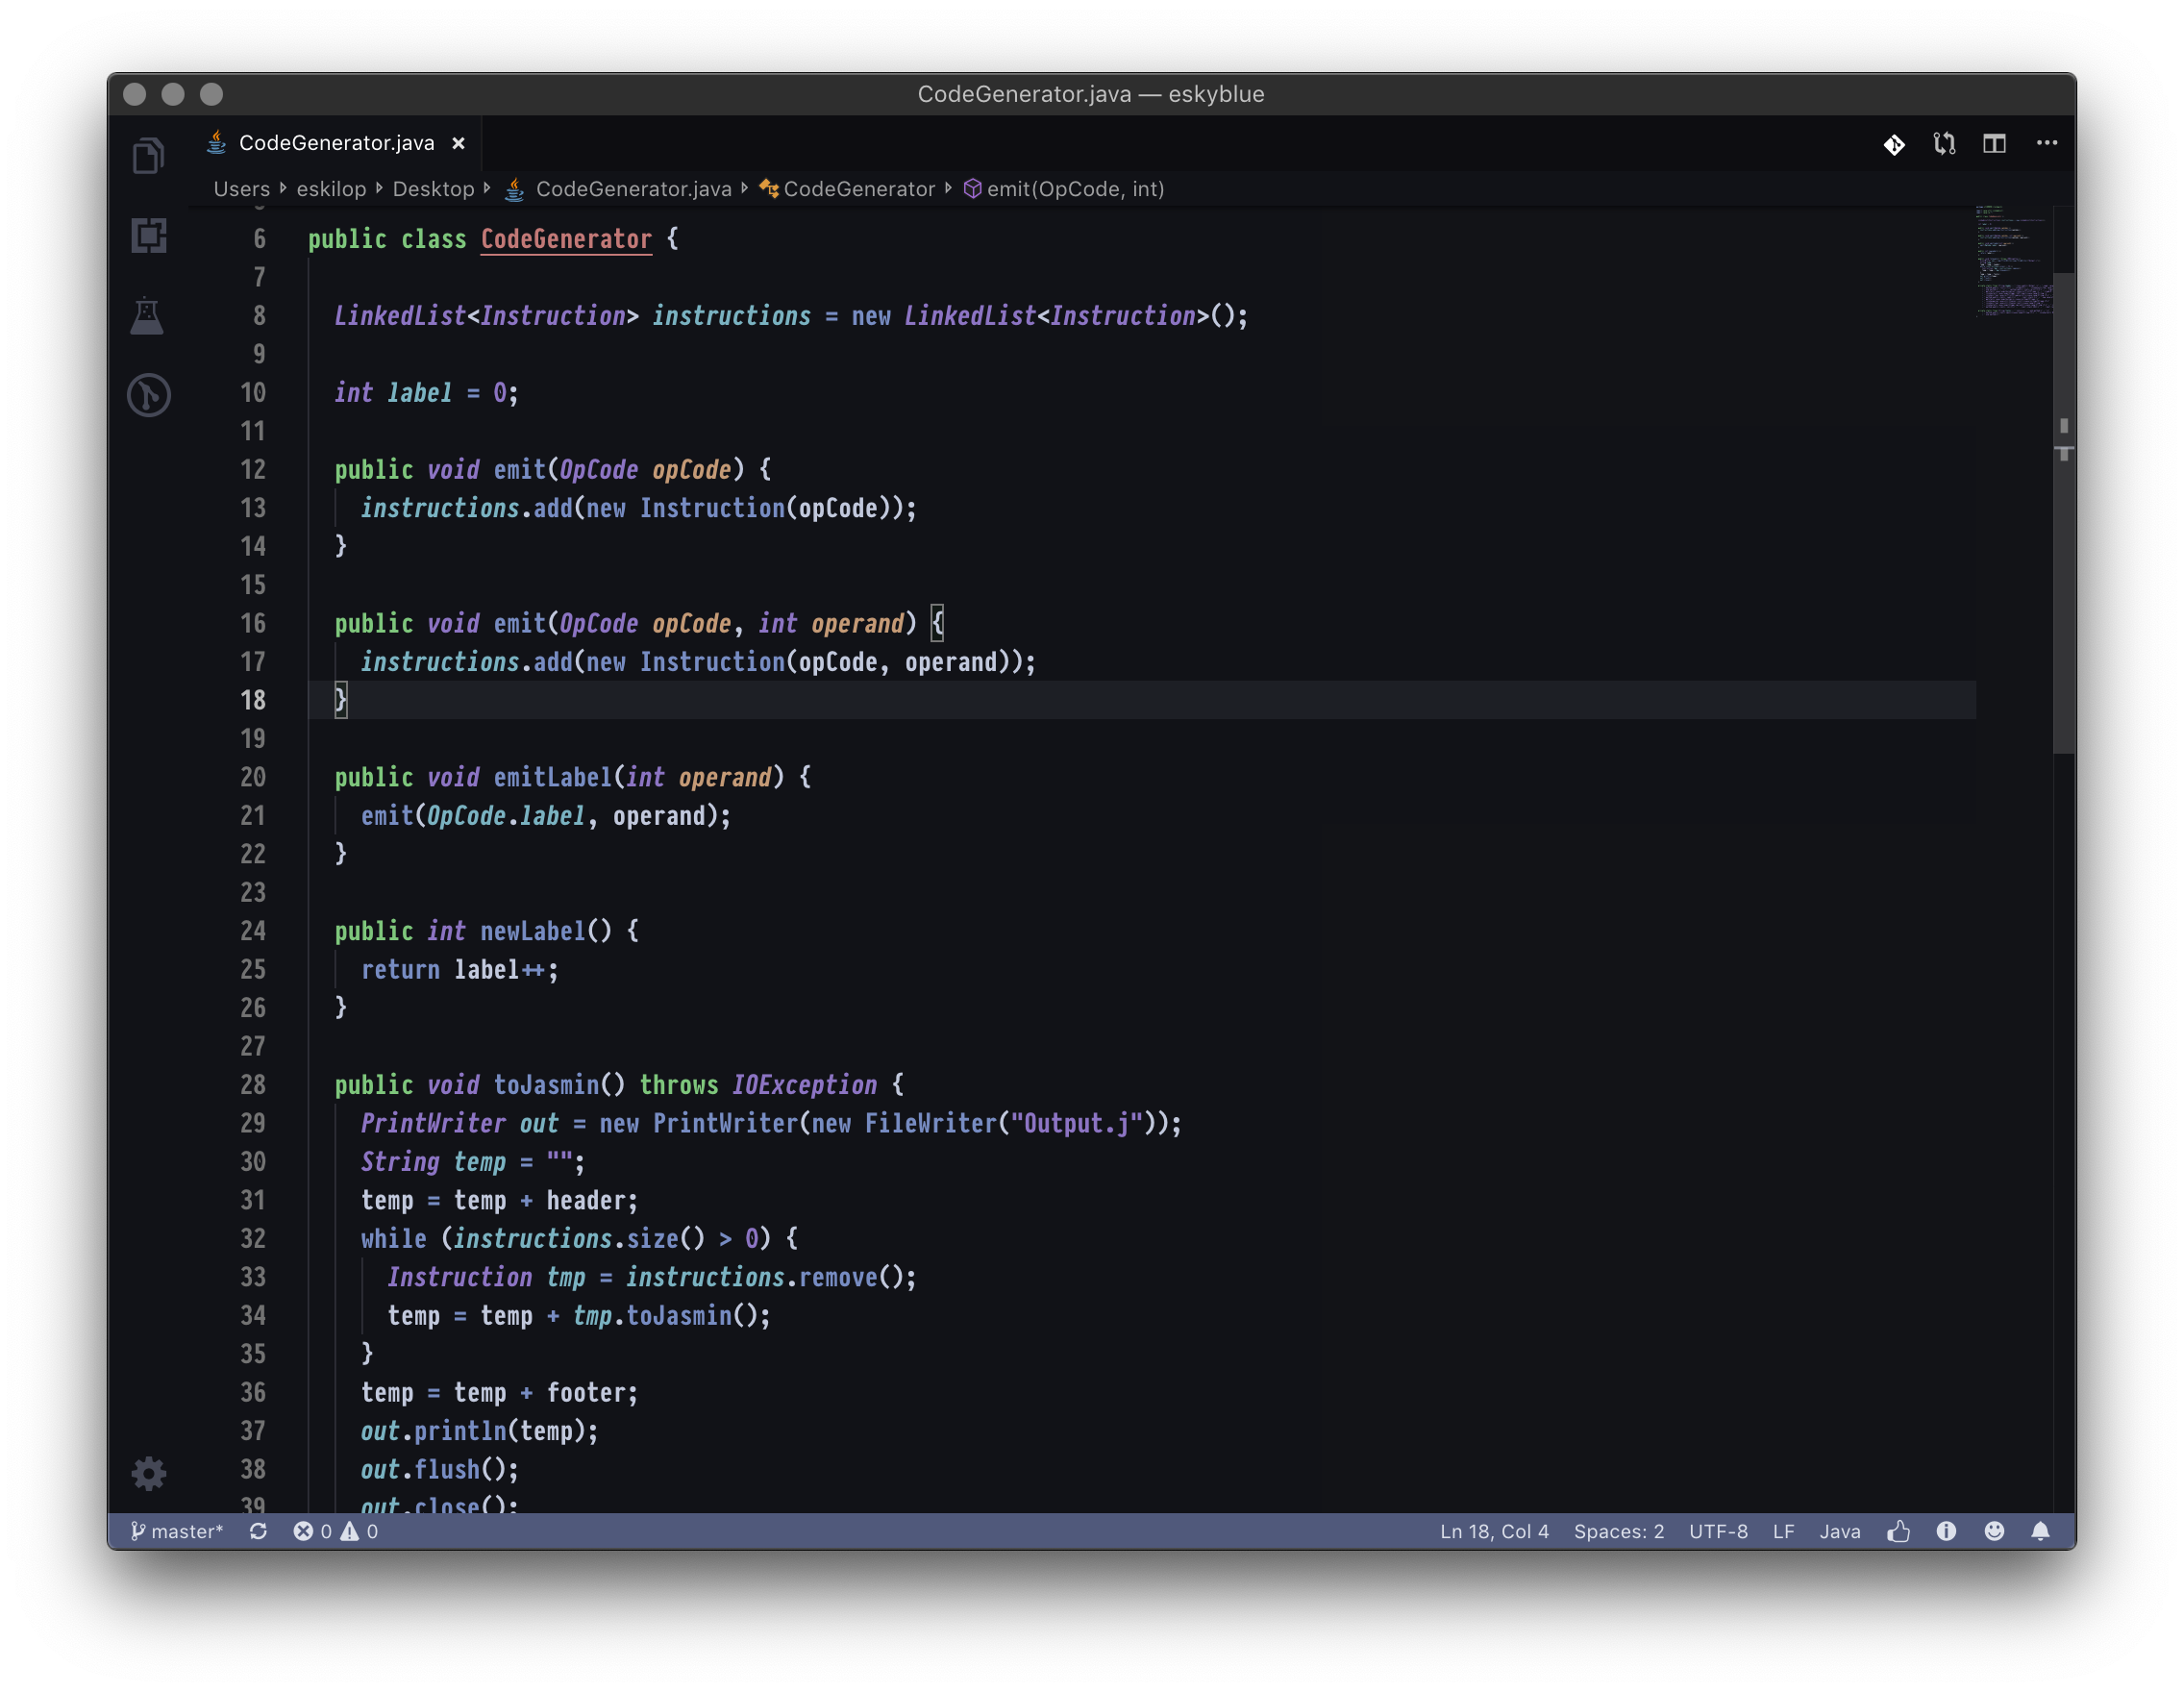 CodeGenerator.java — eskyblue
CodeGenerator.java ×
Users eskilop Desktop CodeGenerator.java CodeGenerator emit(OpCode, int)
6 public class CodeGenerator {
7
8 LinkedList<Instruction> instructions = new LinkedList<Instruction>();
9
10 int label = 0;
11
12 public void emit(OpCode opCode) {
13 instructions.add(new Instruction(opCode));
14 }
15
16 public void emit(OpCode opCode, int operand) {
17 instructions.add(new Instruction(opCode, operand));
18 }
19
20 public void emitLabel(int operand) {
21 emit(OpCode.label, operand);
22 }
23
24 public int newLabel() {
25 return label++;
26 }
27
28 public void toJasmin() throws IOException {
29 PrintWriter out = new PrintWriter(new FileWriter("Output.j"));
30 String temp = "";
31 temp = temp + header;
32 while (instructions.size() > 0) {
33 Instruction tmp = instructions.remove();
34 temp = temp + tmp.toJasmin();
35 }
36 temp = temp + footer;
37 out.println(temp);
38 out.flush();
39 out.close();
master* 0 0 Ln 18, Col 4 Spaces: 2 UTF-8 LF Java